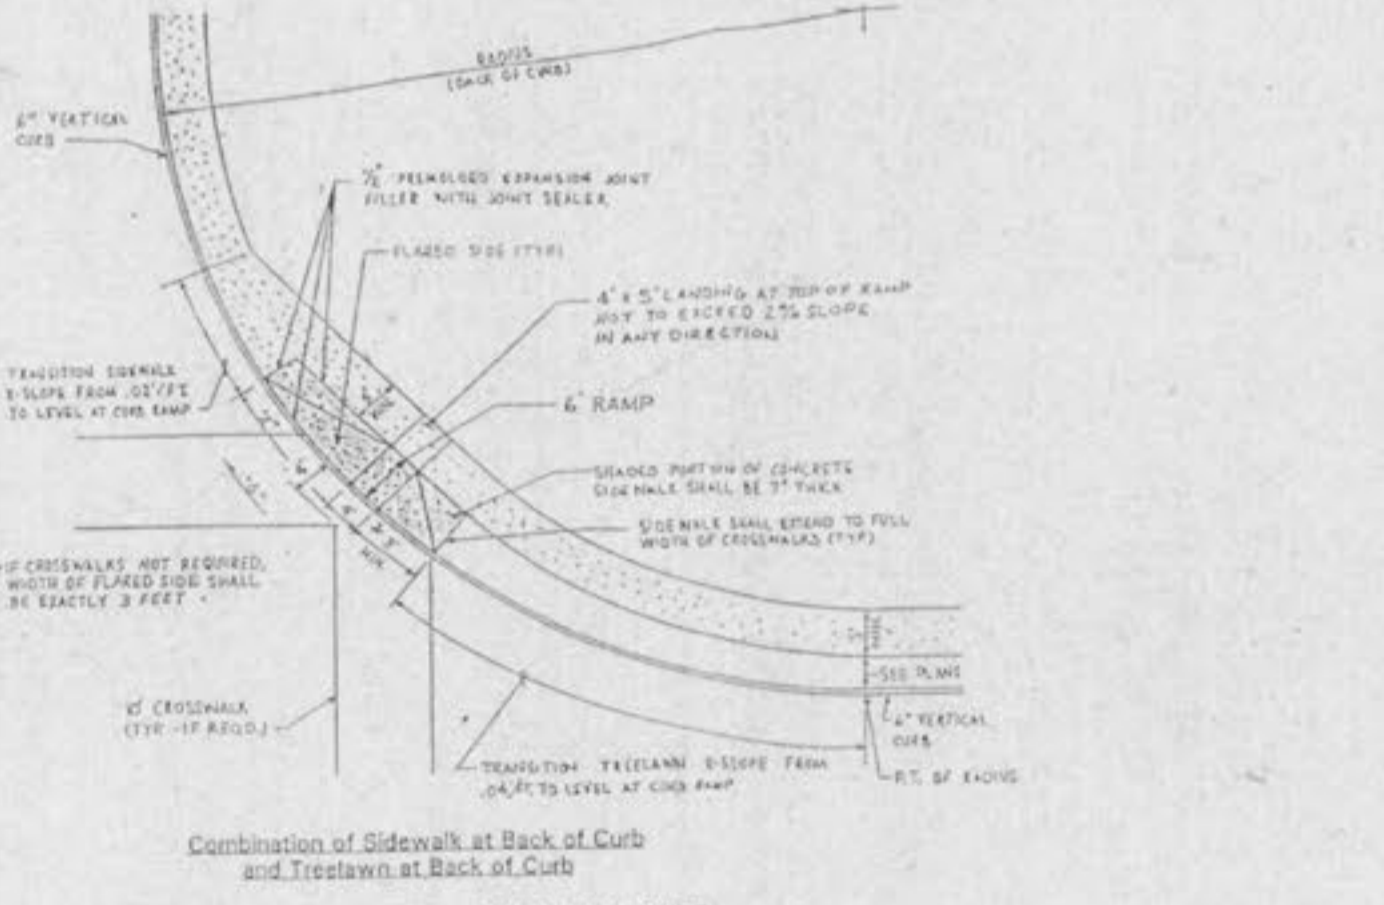 RADIUS
(BACK OF CURB)
6" VERTICAL
CURB
1/2" PREMOLDED EXPANSION JOINT
FILLER WITH JOINT SEALER
FLARED SIDE (TYP)
4' X 5' LANDING AT TOP OF RAMP
NOT TO EXCEED 2% SLOPE
IN ANY DIRECTION
TRANSITION SIDEWALK
X-SLOPE FROM .02'/FT
TO LEVEL AT CURB RAMP
6' RAMP
SHADED PORTION OF CONCRETE
SIDEWALK SHALL BE 7" THICK
SIDEWALK SHALL EXTEND TO FULL
WIDTH OF CROSSWALKS (TYP)
MIN
IF CROSSWALKS NOT REQUIRED,
WIDTH OF FLARED SIDE SHALL
BE EXACTLY 3 FEET.
SEE PLANS
10' CROSSWALK
(TYP - IF REQD.)
6" VERTICAL
CURB
TRANSITION TREELAWN X-SLOPE FROM
.04'/FT TO LEVEL AT CURB RAMP
P.T. OF RADIUS
Combination of Sidewalk at Back of Curb
and Treelawn at Back of Curb